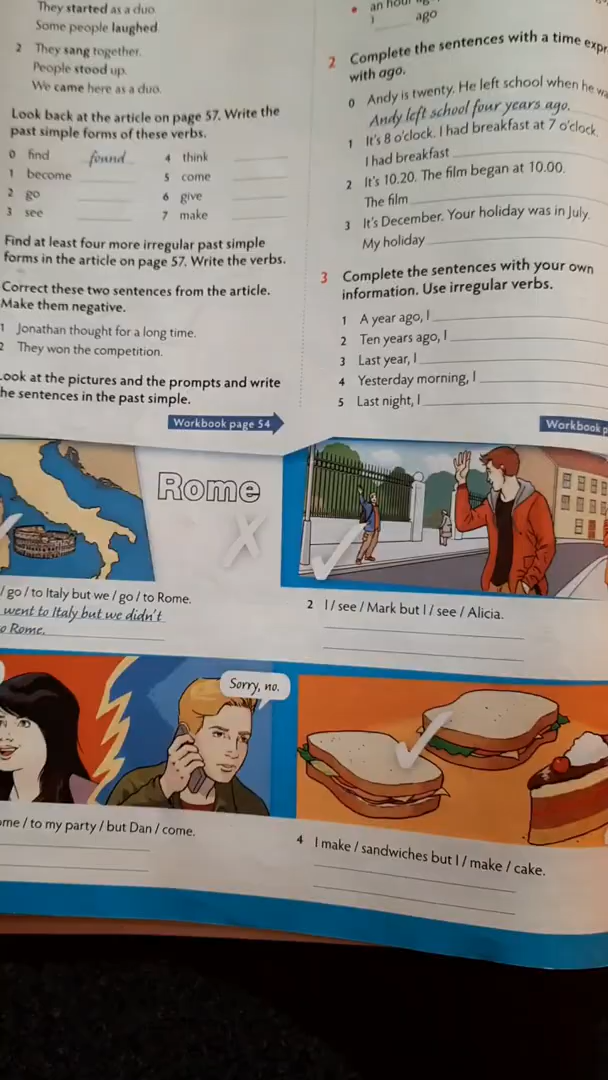 They started as a duo.
Some people laughed.
2 They sang together.
People stood up.
We came here as a duo.
Look back at the article on page 57. Write the
past simple forms of these verbs.
0 find found
1 become
2 go
3 see
4 think
5 come
6 give
7 make
Find at least four more irregular past simple
forms in the article on page 57. Write the verbs.
Correct these two sentences from the article.
Make them negative.
1 Jonathan thought for a long time.
2 They won the competition.
ook at the pictures and the prompts and write
he sentences in the past simple.
Workbook page 54
an hour
ago
2 Complete the sentences with a time expr
with ago.
0 Andy is twenty. He left school when he w
Andy left school four years ago.
1 It's 8 o'clock. I had breakfast at 7 o'clock.
I had breakfast
2 It's 10.20. The film began at 10.00.
The film
3 It's December. Your holiday was in July.
My holiday
3 Complete the sentences with your own
information. Use irregular verbs.
1 A year ago, I
2 Ten years ago, I
3 Last year, I
4 Yesterday morning, I
5 Last night, I
Workbook p
Rome
/ go / to Italy but we / go / to Rome.
went to Italy but we didn't
o Rome.
2 I / see / Mark but I / see / Alicia.
Sorry, no.
me / to my party / but Dan / come.
4 I make / sandwiches but I / make / cake.